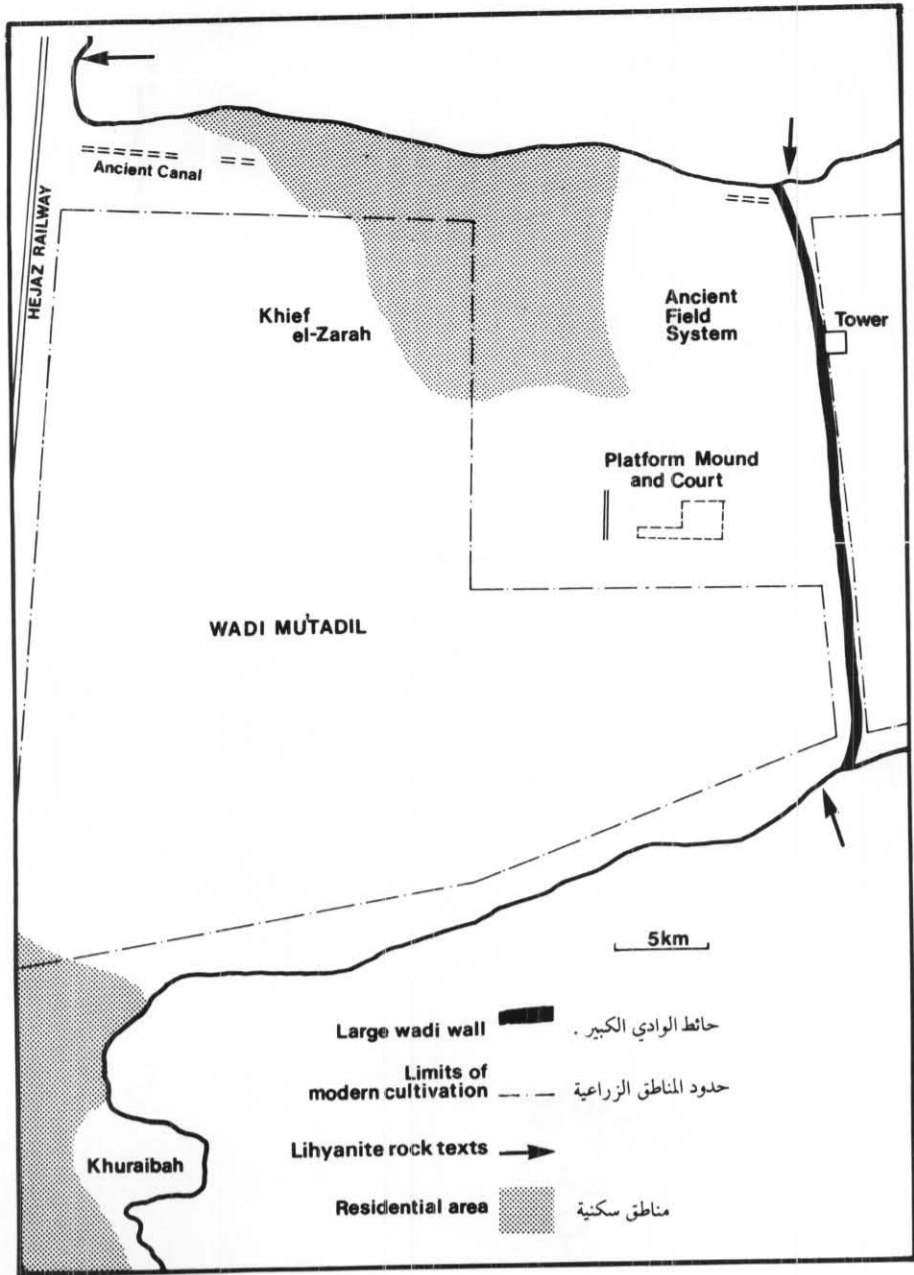 Ancient Canal
HEJAZ RAILWAY
Khief
el-Zarah
Ancient
Field
System
Tower
Platform Mound
and Court
WADI MU'TADIL
5km
Large wadi wall حائط الوادي الكبير .
Limits of
modern cultivation حدود المناطق الزراعية
Lihyanite rock texts
Khuraibah
Residential area مناطق سكنية